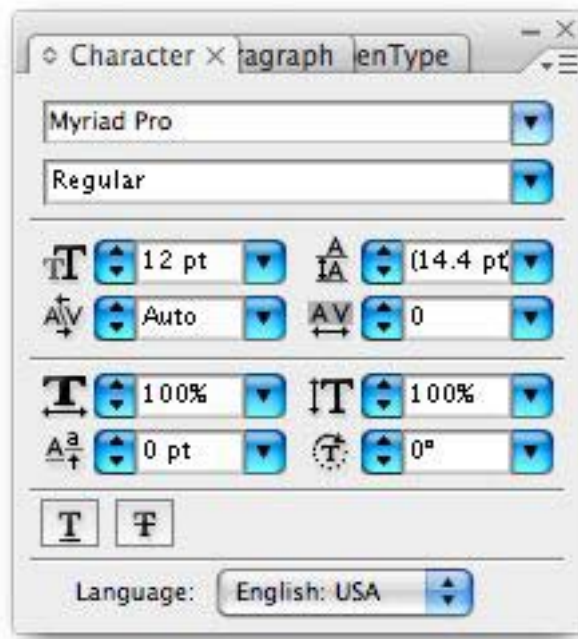 Character ragraph enType
Myriad Pro
Regular
12 pt (14.4 pt)
Auto 0
100% 100%
0 pt 0°
Language: English: USA